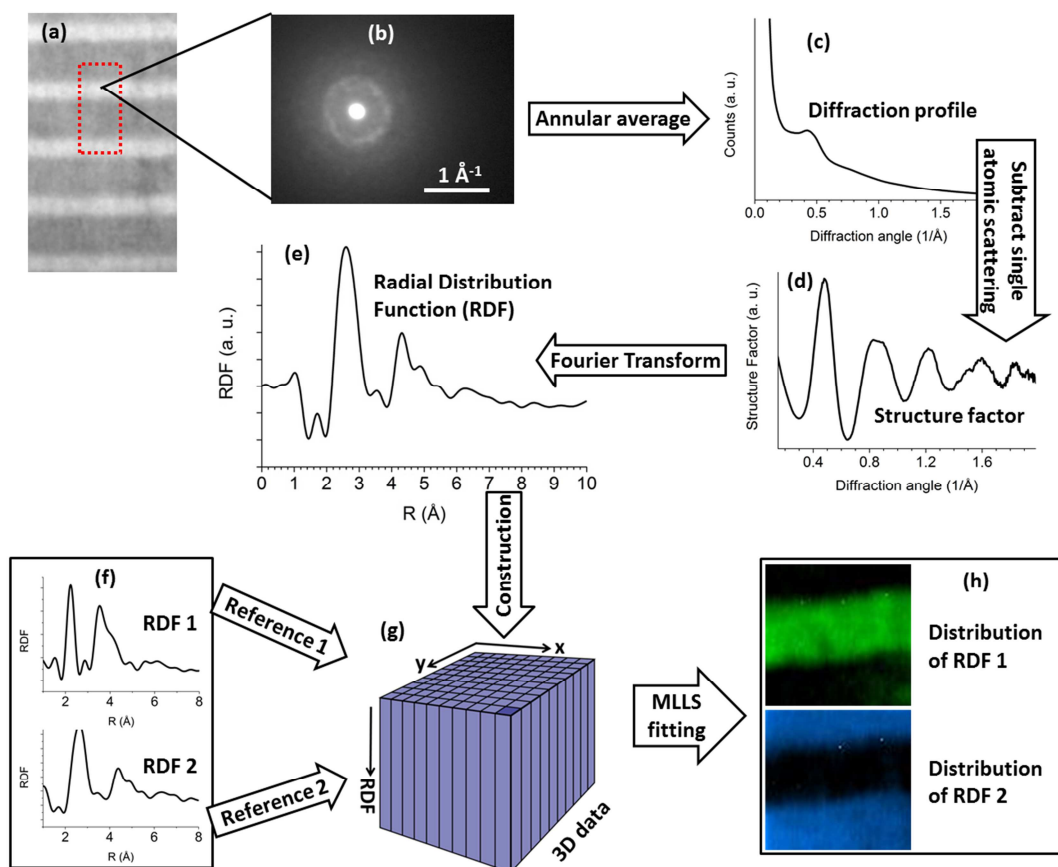 (a)
(b)
1 Å-1
Annular average
(c)
Diffraction profile
Counts (a. u.)
0.0 0.5 1.0 1.5
Diffraction angle (1/Å)
Subtract single
atomic scattering
(d)
Structure factor
Structure Factor (a. u.)
0.4 0.8 1.2 1.6
Diffraction angle (1/Å)
Fourier Transform
(e)
Radial Distribution
Function (RDF)
RDF (a. u.)
0 1 2 3 4 5 6 7 8 9 10
R (Å)
Construction
(f)
RDF 1
RDF
2 4 6 8
R (Å)
RDF 2
RDF
2 4 6 8
R (Å)
Reference 1
Reference 2
(g)
x
y
RDF
3D data
MLLS
fitting
(h)
Distribution
of RDF 1
Distribution
of RDF 2